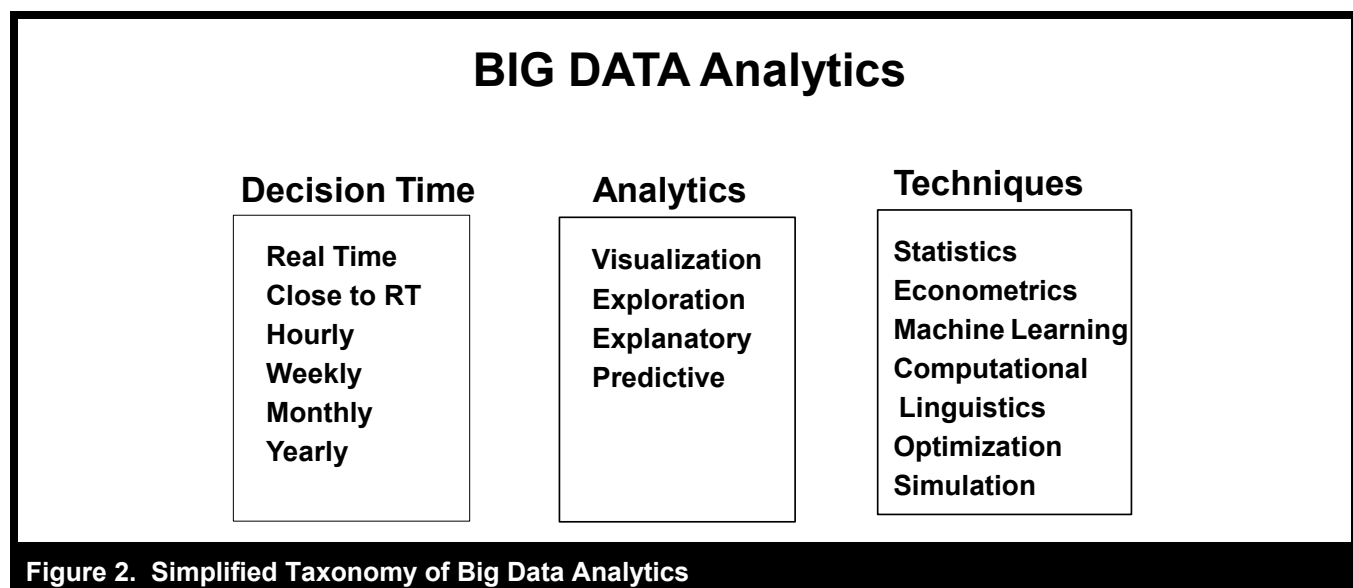 BIG DATA Analytics
Decision Time
Real Time
Close to RT
Hourly
Weekly
Monthly
Yearly
Analytics
Visualization
Exploration
Explanatory
Predictive
Techniques
Statistics
Econometrics
Machine Learning
Computational
Linguistics
Optimization
Simulation
Figure 2. Simplified Taxonomy of Big Data Analytics